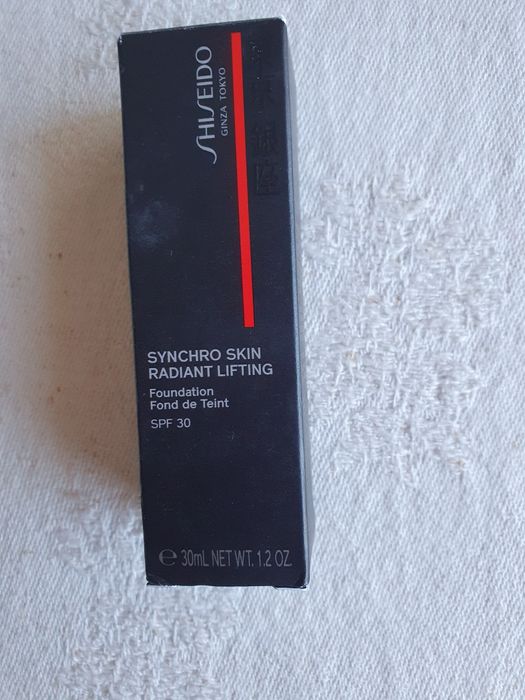 SHISEIDO
GINZA TOKYO
SYNCHRO SKIN
RADIANT LIFTING
Foundation
Fond de Teint
SPF 30
℮ 30mL NET WT. 1.2 OZ.